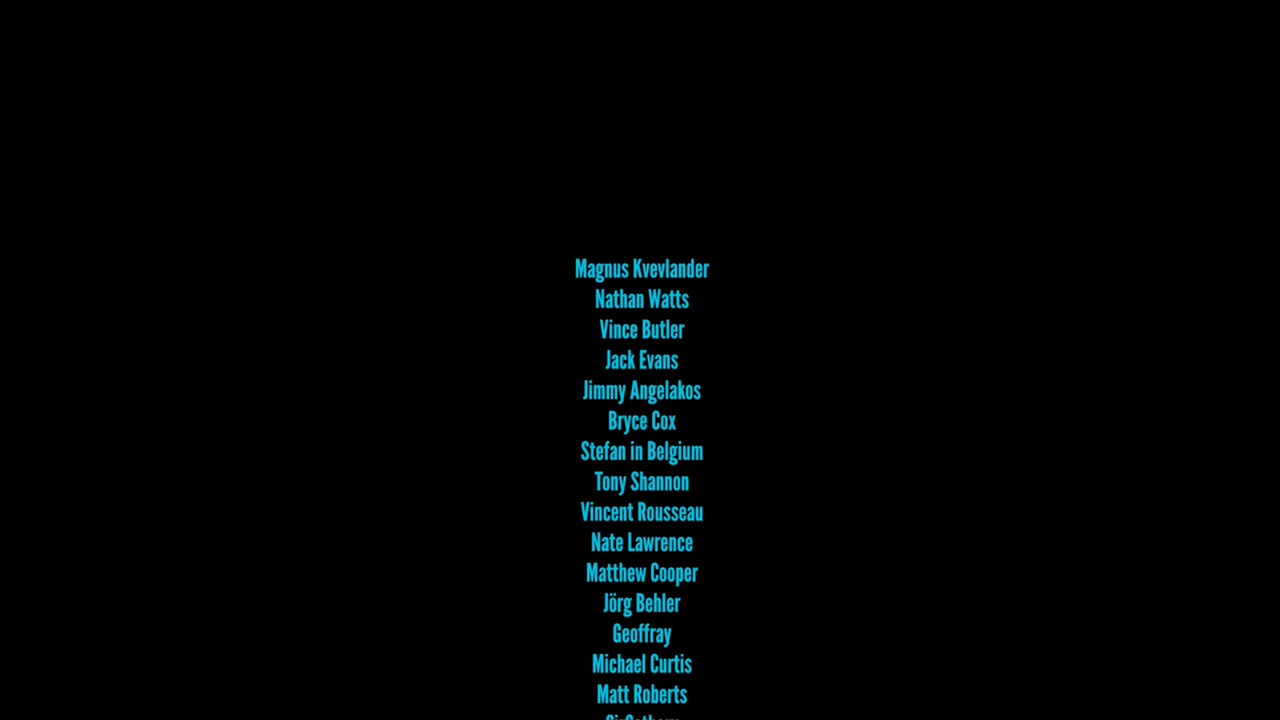 Magnus Kvevlander
Nathan Watts
Vince Butler
Jack Evans
Jimmy Angelakos
Bryce Cox
Stefan in Belgium
Tony Shannon
Vincent Rousseau
Nate Lawrence
Matthew Cooper
Jörg Behler
Geoffray
Michael Curtis
Matt Roberts